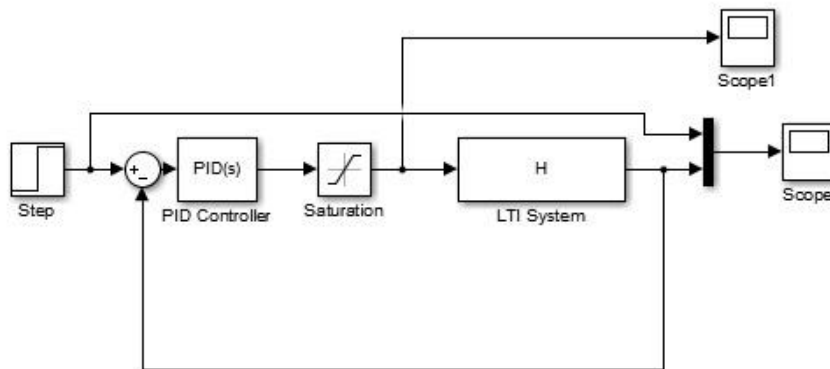 Scope1
+
−
PID(s)
H
Step
PID Controller
Saturation
LTI System
Scope